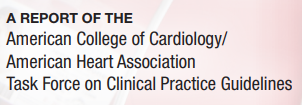 A REPORT OF THE
American College of Cardiology/
American Heart Association
Task Force on Clinical Practice Guidelines